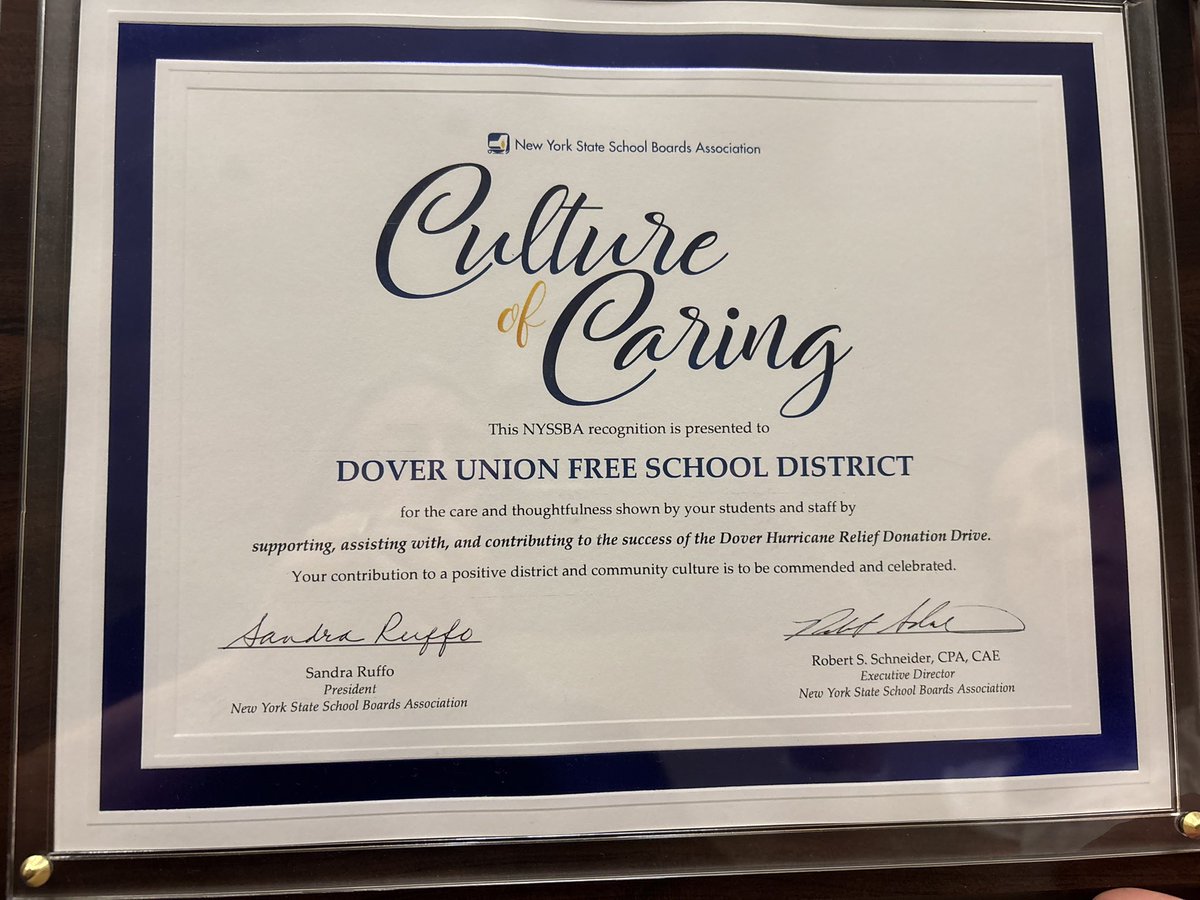 New York State School Boards Association
Culture
of Caring
This NYSSBA recognition is presented to
DOVER UNION FREE SCHOOL DISTRICT
for the care and thoughtfulness shown by your students and staff by
supporting, assisting with, and contributing to the success of the Dover Hurricane Relief Donation Drive.
Your contribution to a positive district and community culture is to be commended and celebrated.
Sandra Ruffo
Sandra Ruffo
President
New York State School Boards Association
Robert S. Schneider, CPA, CAE
Executive Director
New York State School Boards Association